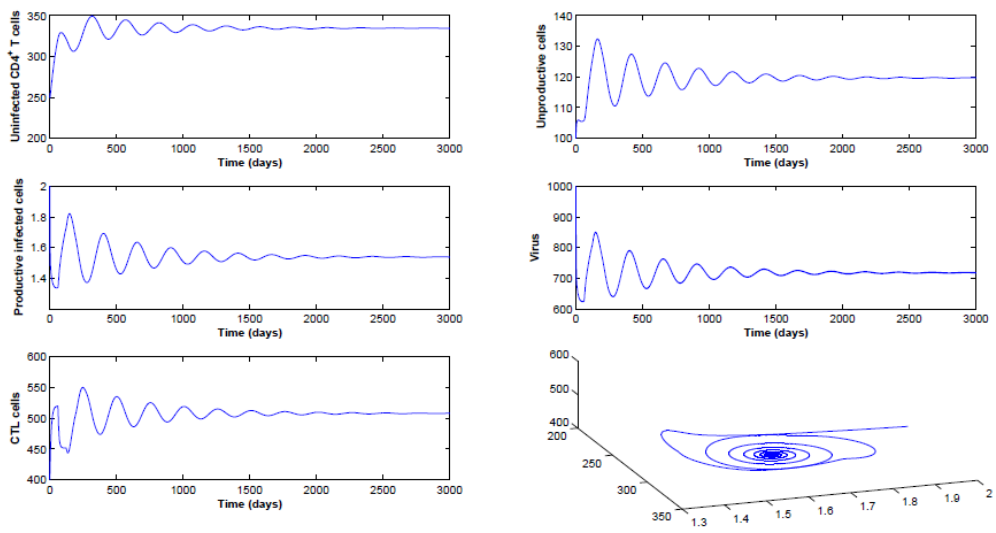 Uninfected CD4+ T cells
350
300
250
200
0 500 1000 1500 2000 2500 3000
Time (days)
Unproductive cells
140
130
120
110
100
0 500 1000 1500 2000 2500 3000
Time (days)
Productive infected cells
2
1.8
1.6
1.4
0 500 1000 1500 2000 2500 3000
Time (days)
Virus
1000
900
800
700
600
0 500 1000 1500 2000 2500 3000
Time (days)
CTL cells
600
550
500
450
400
0 500 1000 1500 2000 2500 3000
Time (days)
600
500
400
200
250
300
350
1.3 1.4 1.5 1.6 1.7 1.8 1.9 2